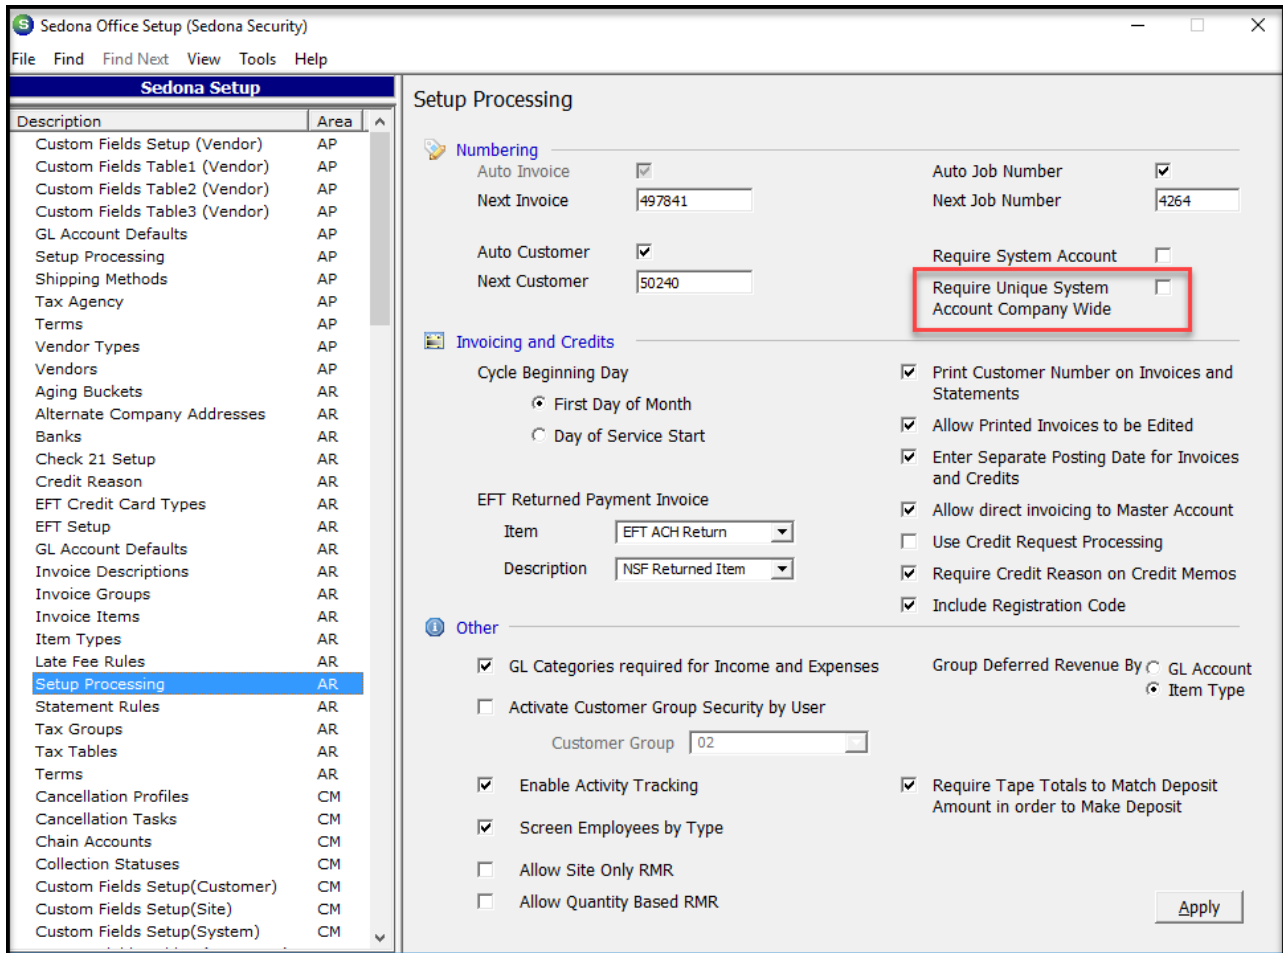 S Sedona Office Setup (Sedona Security)
File Find Find Next View Tools Help
Sedona Setup
Description Area
Custom Fields Setup (Vendor) AP
Custom Fields Table1 (Vendor) AP
Custom Fields Table2 (Vendor) AP
Custom Fields Table3 (Vendor) AP
GL Account Defaults AP
Setup Processing AP
Shipping Methods AP
Tax Agency AP
Terms AP
Vendor Types AP
Vendors AP
Aging Buckets AR
Alternate Company Addresses AR
Banks AR
Check 21 Setup AR
Credit Reason AR
EFT Credit Card Types AR
EFT Setup AR
GL Account Defaults AR
Invoice Descriptions AR
Invoice Groups AR
Invoice Items AR
Item Types AR
Late Fee Rules AR
Setup Processing AR
Statement Rules AR
Tax Groups AR
Tax Tables AR
Terms AR
Cancellation Profiles CM
Cancellation Tasks CM
Chain Accounts CM
Collection Statuses CM
Custom Fields Setup(Customer) CM
Custom Fields Setup(Site) CM
Custom Fields Setup(System) CM
Setup Processing
Numbering
Auto Invoice
Next Invoice 497841
Auto Customer
Next Customer 50240
Auto Job Number
Next Job Number 4264
Require System Account
Require Unique System
Account Company Wide
Invoicing and Credits
Cycle Beginning Day
First Day of Month
Day of Service Start
EFT Returned Payment Invoice
Item EFT ACH Return
Description NSF Returned Item
Print Customer Number on Invoices and
Statements
Allow Printed Invoices to be Edited
Enter Separate Posting Date for Invoices
and Credits
Allow direct invoicing to Master Account
Use Credit Request Processing
Require Credit Reason on Credit Memos
Include Registration Code
Other
GL Categories required for Income and Expenses
Activate Customer Group Security by User
Customer Group 02
Enable Activity Tracking
Screen Employees by Type
Allow Site Only RMR
Allow Quantity Based RMR
Group Deferred Revenue By GL Account
Item Type
Require Tape Totals to Match Deposit
Amount in order to Make Deposit
Apply